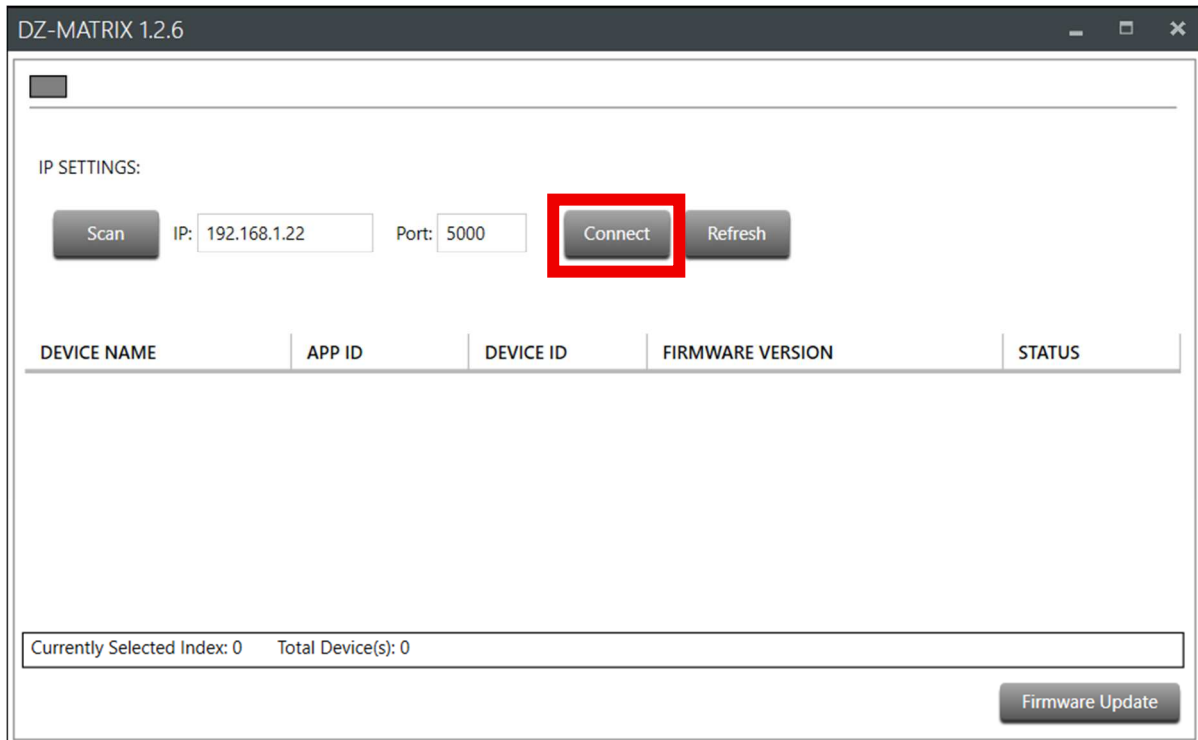 DZ-MATRIX 1.2.6
IP SETTINGS:
Scan IP: 192.168.1.22 Port: 5000 Connect Refresh
DEVICE NAME APP ID DEVICE ID FIRMWARE VERSION STATUS
Currently Selected Index: 0 Total Device(s): 0
Firmware Update